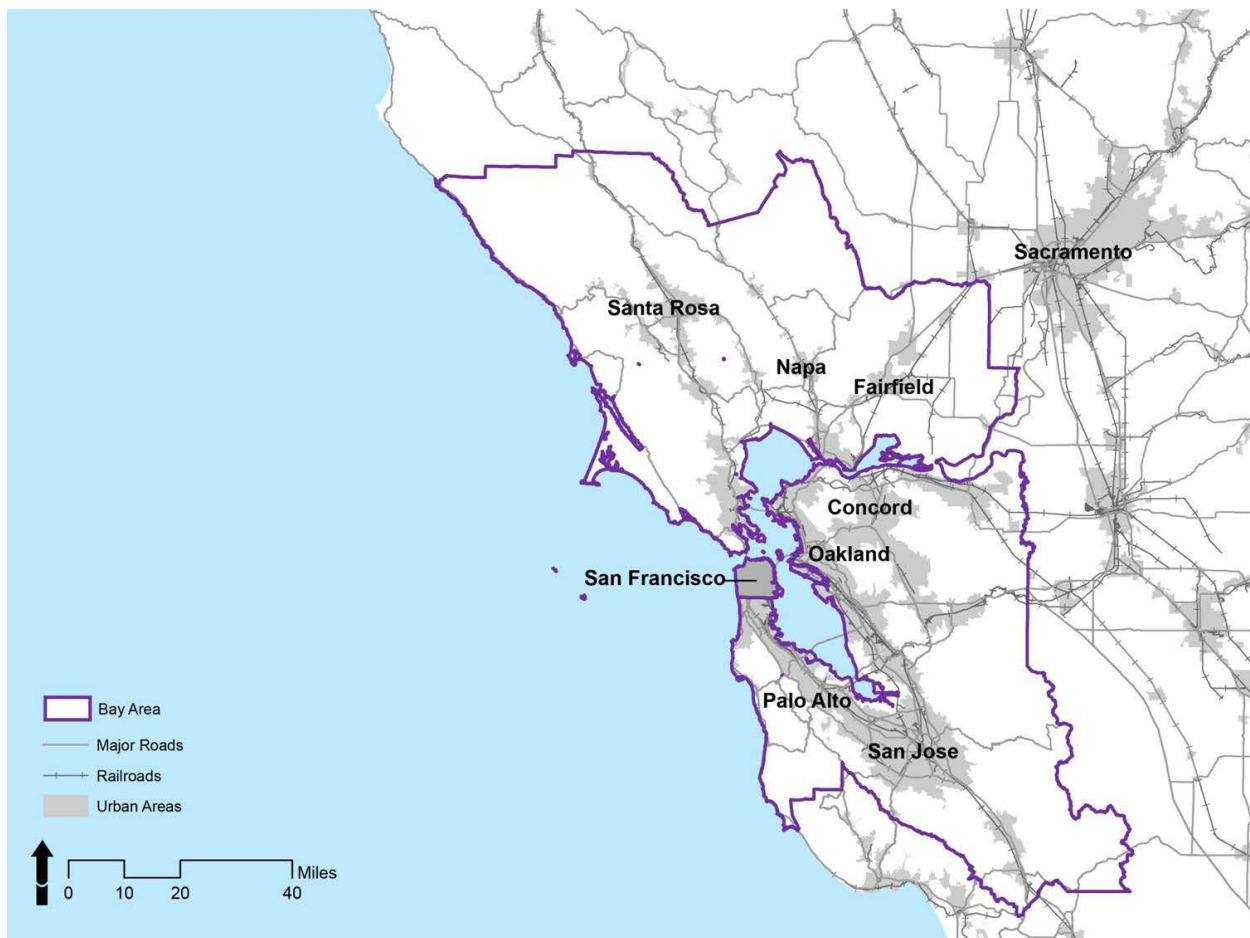 Sacramento
Santa Rosa
Napa
Fairfield
Concord
Oakland
San Francisco
Palo Alto
San Jose
Bay Area
Major Roads
Railroads
Urban Areas
Miles
0 10 20 40